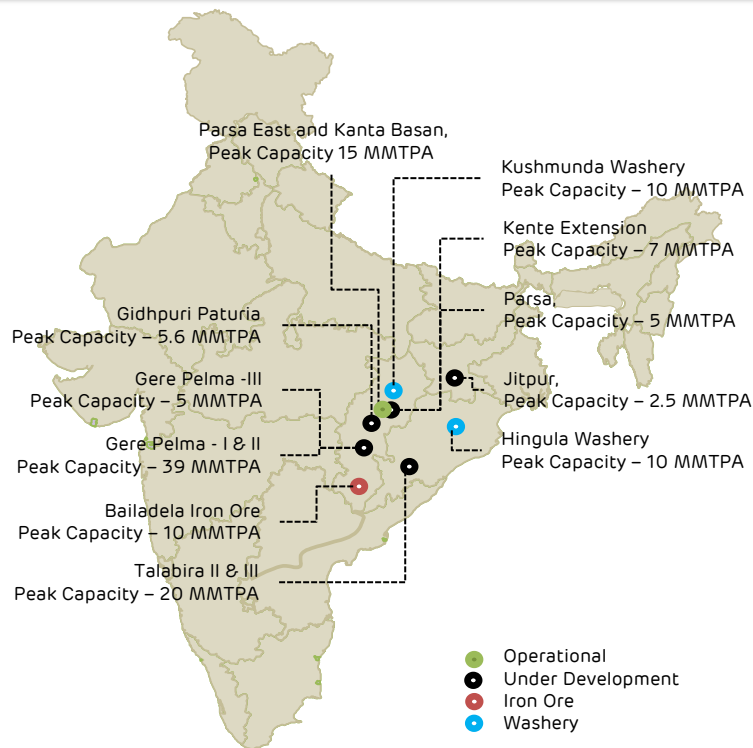 Parsa East and Kanta Basan,
Peak Capacity 15 MMTPA
Kushmunda Washery
Peak Capacity – 10 MMTPA
Kente Extension
Peak Capacity – 7 MMTPA
Parsa,
Peak Capacity – 5 MMTPA
Gidhpuri Paturia
Peak Capacity – 5.6 MMTPA
Gere Pelma -III
Peak Capacity – 5 MMTPA
Jitpur,
Peak Capacity – 2.5 MMTPA
Gere Pelma - I & II
Peak Capacity – 39 MMTPA
Hingula Washery
Peak Capacity – 10 MMTPA
Bailadela Iron Ore
Peak Capacity – 10 MMTPA
Talabira II & III
Peak Capacity – 20 MMTPA
Operational
Under Development
Iron Ore
Washery